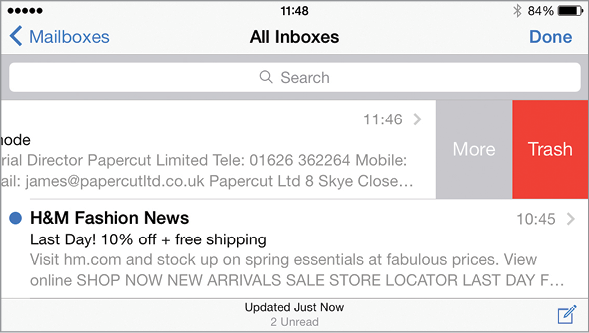 11:48
84%
Mailboxes
All Inboxes
Done
Search
11:46
node
rial Director Papercut Limited Tele: 01626 362264 Mobile:
ail: james@papercutltd.co.uk Papercut Ltd 8 Skye Close...
More
Trash
H&M Fashion News
10:45
Last Day! 10% off + free shipping
Visit hm.com and stock up on spring essentials at fabulous prices. View
online SHOP NOW NEW ARRIVALS SALE STORE LOCATOR LAST DAY F...
Updated Just Now
2 Unread